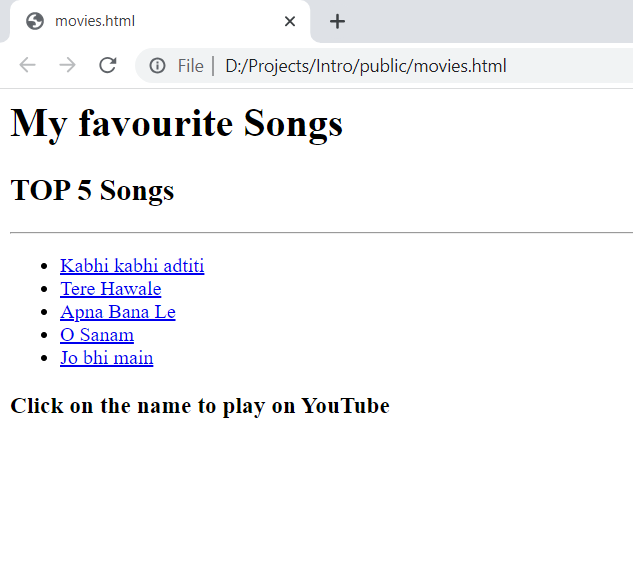 movies.html
File | D:/Projects/Intro/public/movies.html
My favourite Songs
TOP 5 Songs
Kabhi kabhi adtiti
Tere Hawale
Apna Bana Le
O Sanam
Jo bhi main
Click on the name to play on YouTube